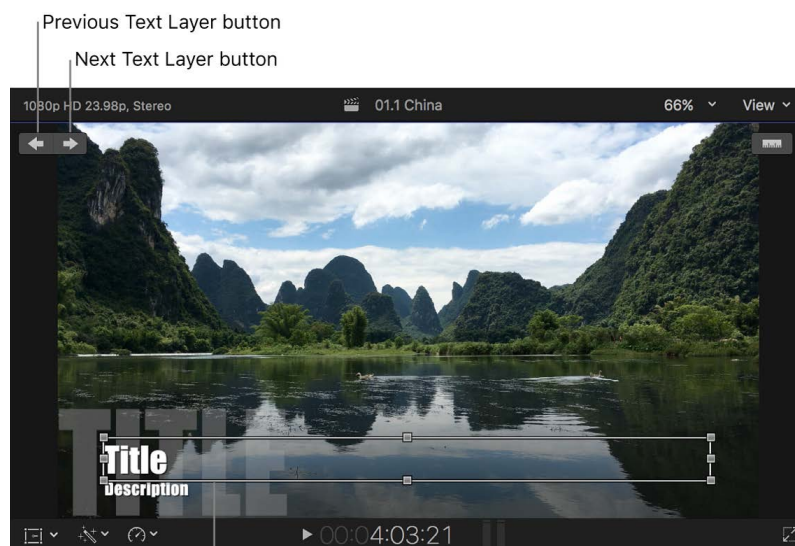 Previous Text Layer button
Next Text Layer button
1080p HD 23.98p, Stereo 01.1 China 66% View
TITLE
Title
Description
00:04:03:21